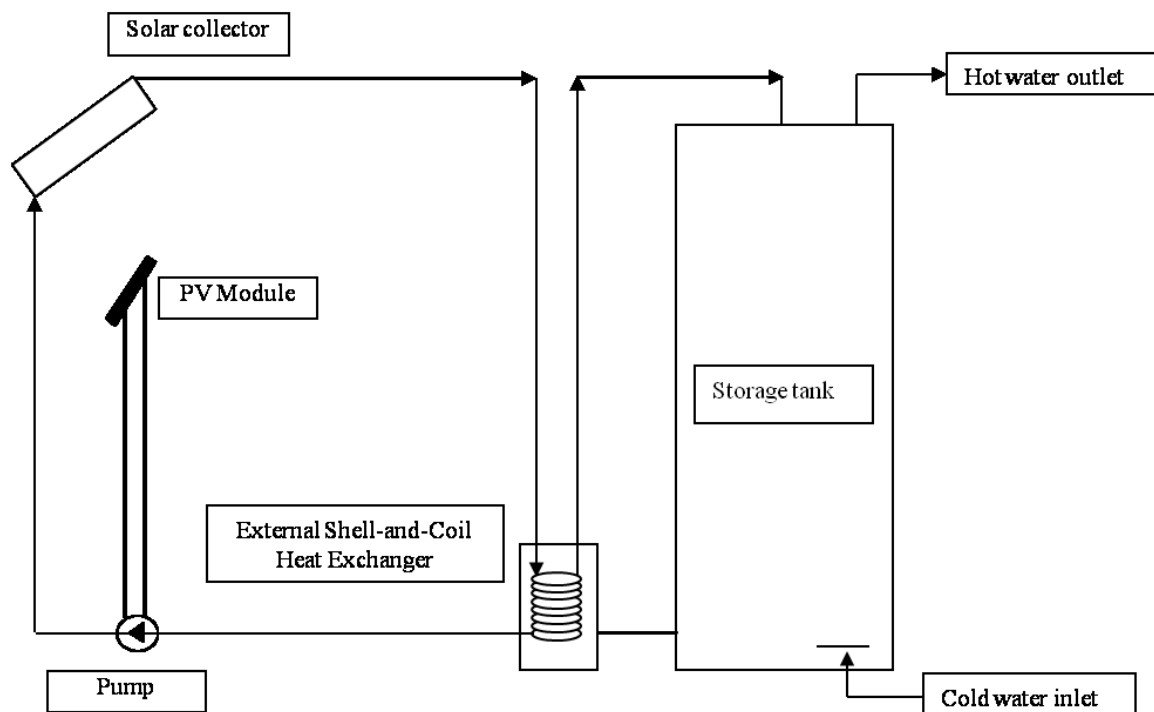 Solar collector
Hot water outlet
PV Module
Storage tank
External Shell-and-Coil
Heat Exchanger
Pump
Cold water inlet